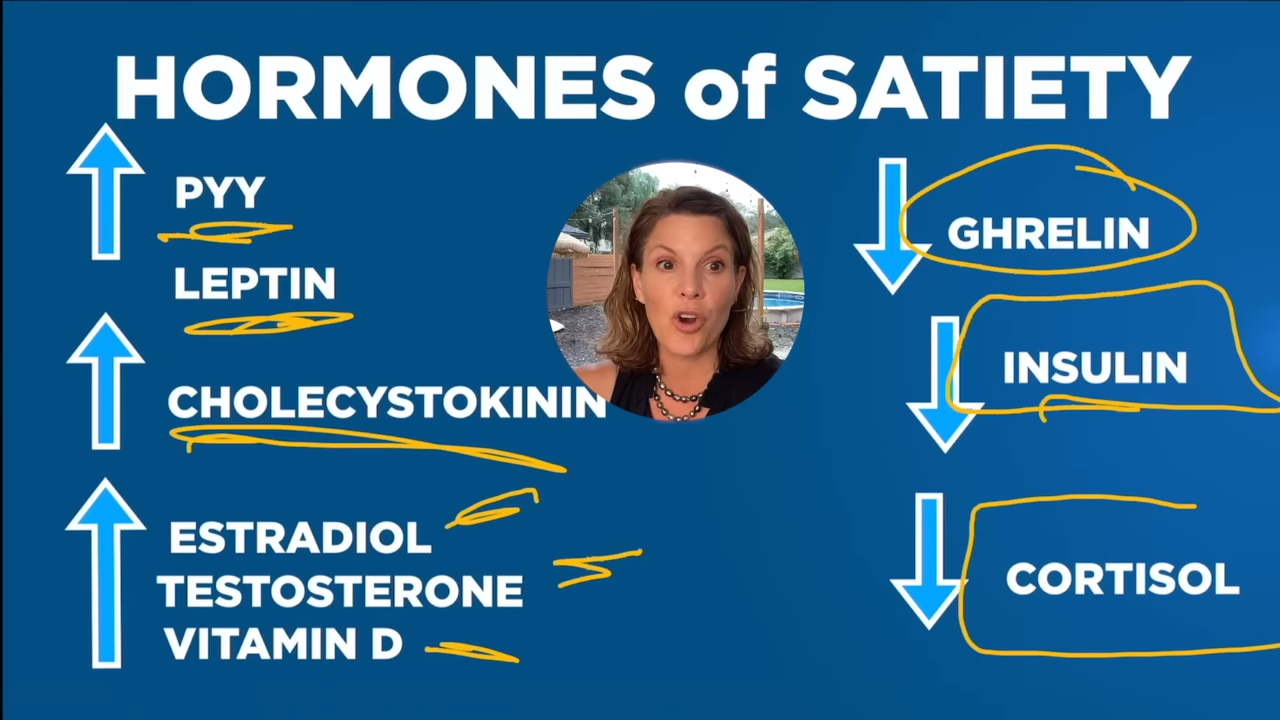 HORMONES of SATIETY
PYY
LEPTIN
CHOLECYSTOKININ
ESTRADIOL
TESTOSTERONE
VITAMIN D
GHRELIN
INSULIN
CORTISOL